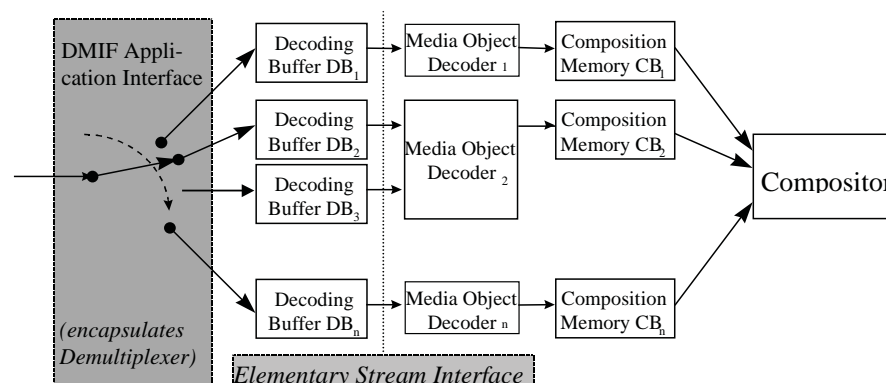 DMIF Appli-
cation Interface
(encapsulates
Demultiplexer)
Decoding
Buffer DB1
Decoding
Buffer DB2
Decoding
Buffer DB3
Decoding
Buffer DBn
Media Object
Decoder 1
Media Object
Decoder 2
Media Object
Decoder n
Composition
Memory CB1
Composition
Memory CB2
Composition
Memory CBn
Compositor
Elementary Stream Interface